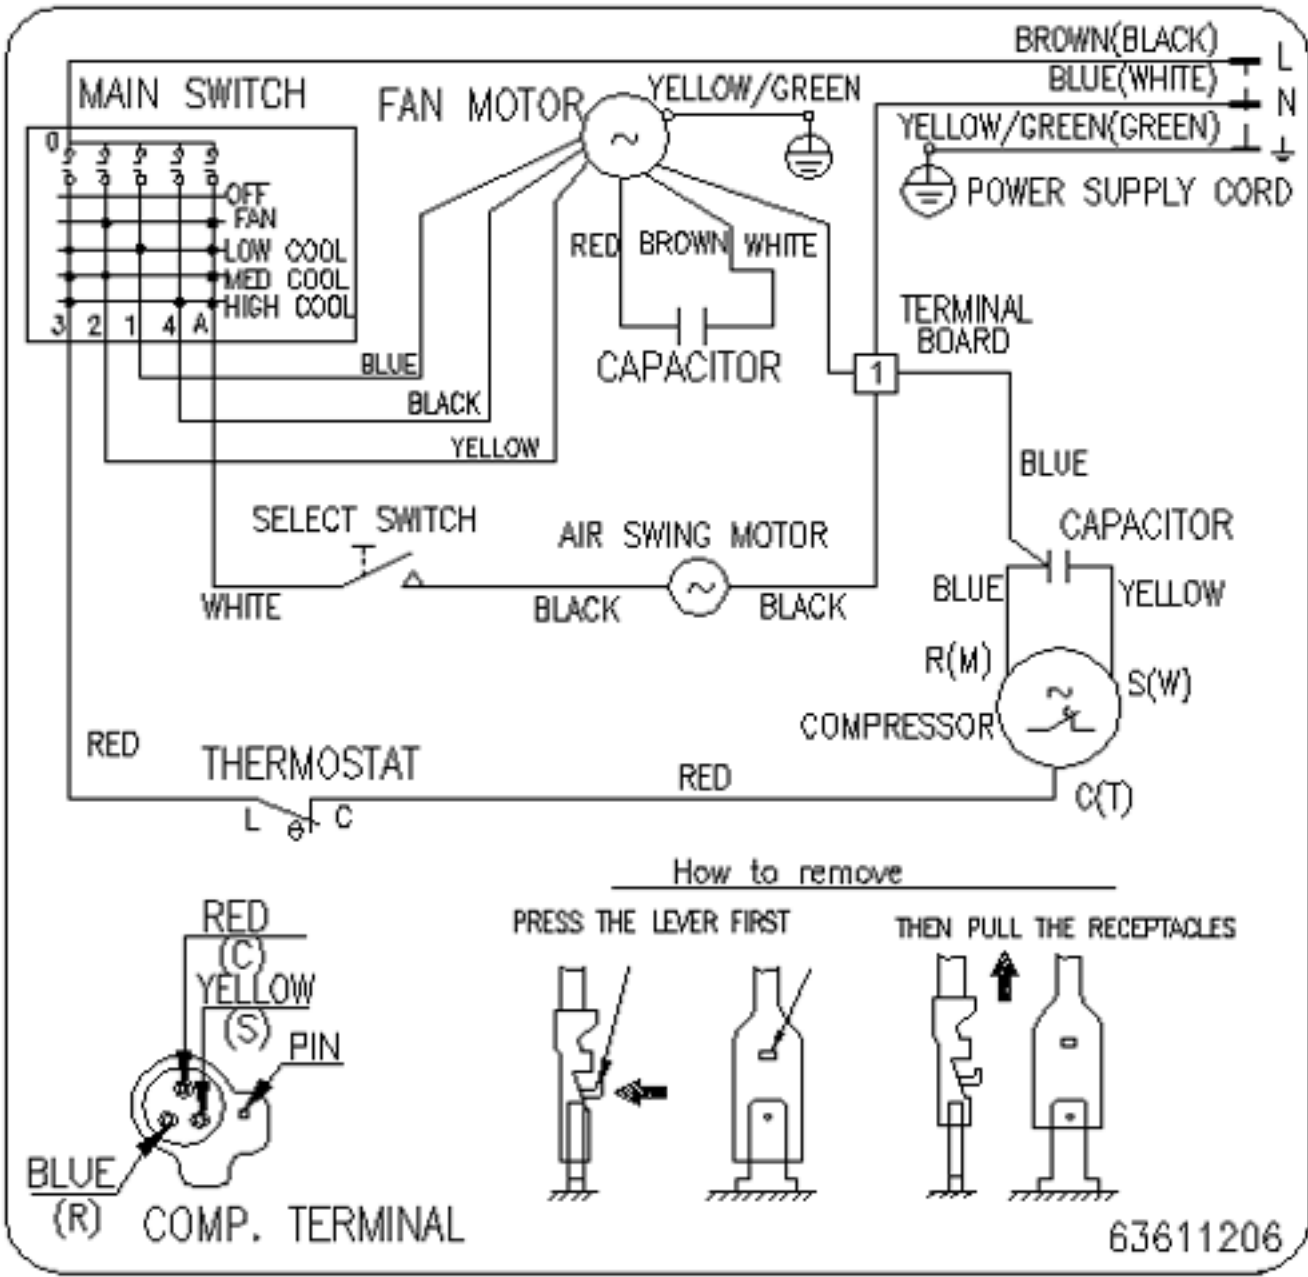 BROWN(BLACK) L
MAIN SWITCH
FAN MOTOR
YELLOW/GREEN
BLUE(WHITE) N
YELLOW/GREEN(GREEN)
POWER SUPPLY CORD
0
OFF
FAN
LOW COOL
MED COOL
HIGH COOL
3 2 1 4 A
RED BROWN WHITE
CAPACITOR
TERMINAL
BOARD
1
BLUE
BLACK
YELLOW
BLUE
SELECT SWITCH
AIR SWING MOTOR
CAPACITOR
WHITE
BLACK
BLACK
BLUE
YELLOW
R(M)
S(W)
COMPRESSOR
RED
THERMOSTAT
RED
C(T)
L θ C
How to remove
PRESS THE LEVER FIRST
THEN PULL THE RECEPTACLES
RED
(C)
YELLOW
(S)
PIN
BLUE
(R)
COMP. TERMINAL
63611206